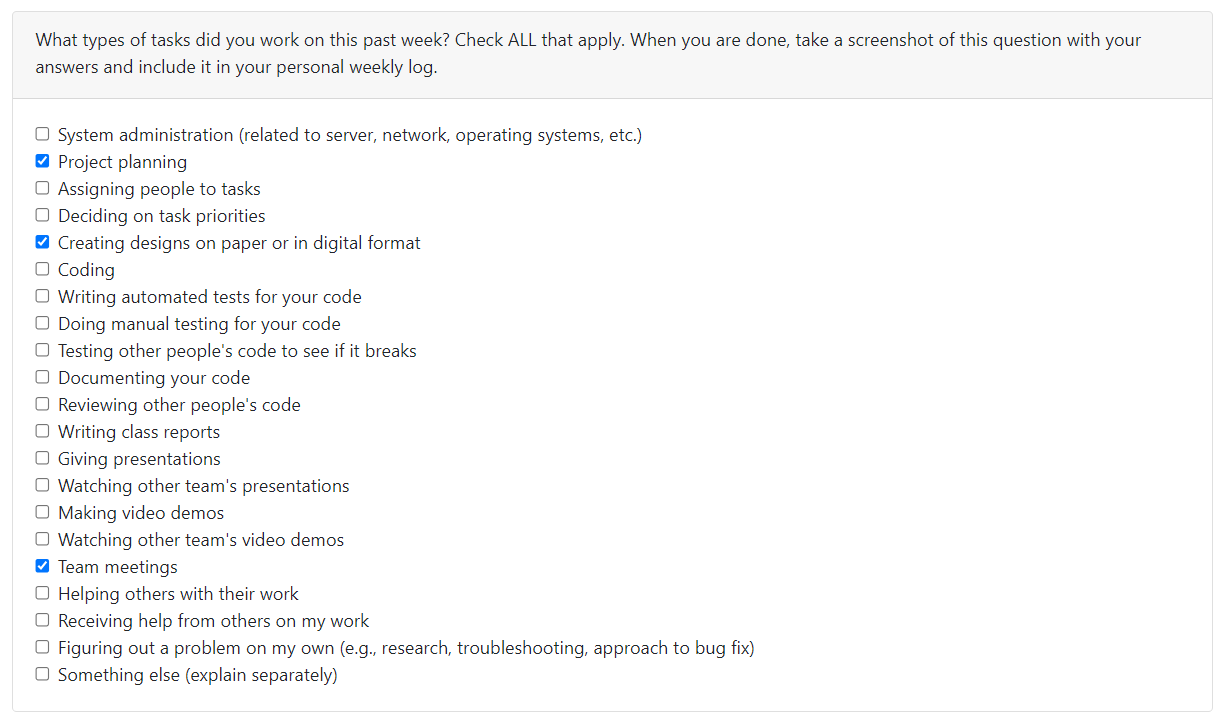 What types of tasks did you work on this past week? Check ALL that apply. When you are done, take a screenshot of this question with your
answers and include it in your personal weekly log.
System administration (related to server, network, operating systems, etc.)
Project planning
Assigning people to tasks
Deciding on task priorities
Creating designs on paper or in digital format
Coding
Writing automated tests for your code
Doing manual testing for your code
Testing other people's code to see if it breaks
Documenting your code
Reviewing other people's code
Writing class reports
Giving presentations
Watching other team's presentations
Making video demos
Watching other team's video demos
Team meetings
Helping others with their work
Receiving help from others on my work
Figuring out a problem on my own (e.g., research, troubleshooting, approach to bug fix)
Something else (explain separately)